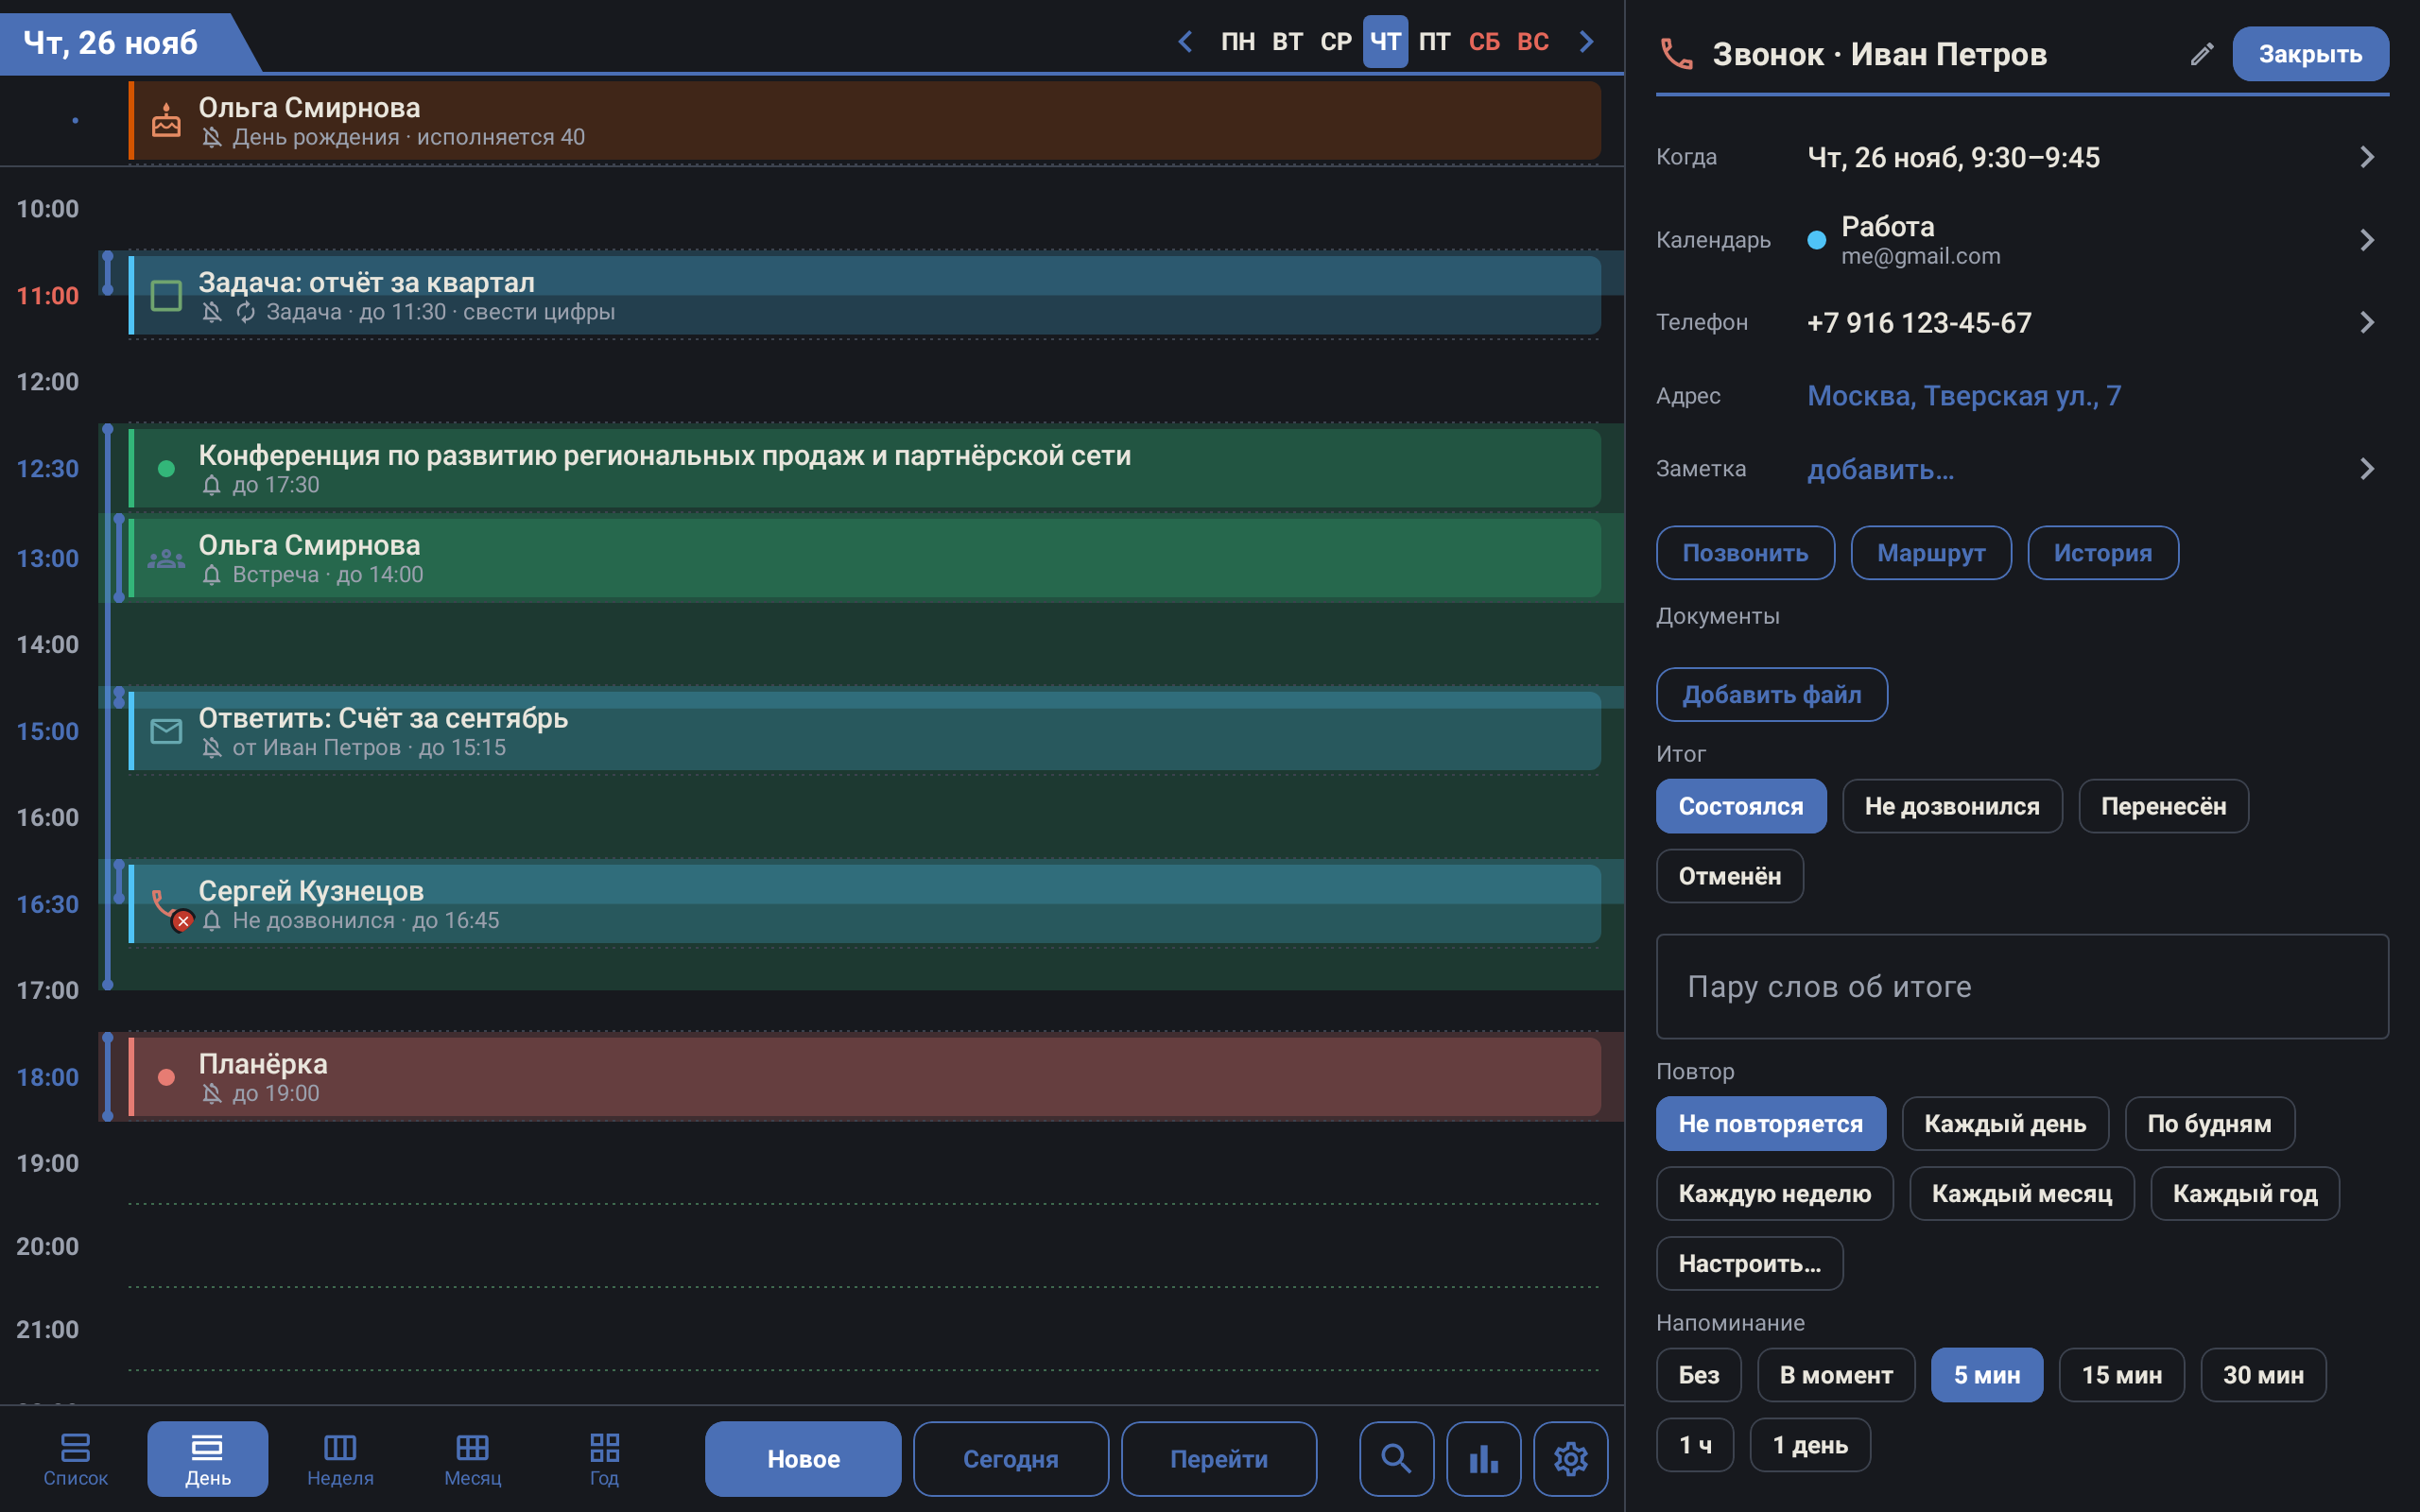 Чт, 26 нояб
ПН ВТ СР ЧТ ПТ СБ ВС
Ольга Смирнова
День рождения · исполняется 40
10:00
11:00
Задача: отчёт за квартал
Задача · до 11:30 · свести цифры
12:00
12:30
Конференция по развитию региональных продаж и партнёрской сети
до 17:30
13:00
Ольга Смирнова
Встреча · до 14:00
14:00
15:00
Ответить: Счёт за сентябрь
от Иван Петров · до 15:15
16:00
16:30
Сергей Кузнецов
Не дозвонился · до 16:45
17:00
18:00
Планёрка
до 19:00
19:00
20:00
21:00
Список
День
Неделя
Месяц
Год
Новое
Сегодня
Перейти
Звонок · Иван Петров
Закрыть
Когда
Чт, 26 нояб, 9:30–9:45
Календарь
Работа
me@gmail.com
Телефон
+7 916 123-45-67
Адрес
Москва, Тверская ул., 7
Заметка
добавить...
Позвонить
Маршрут
История
Документы
Добавить файл
Итог
Состоялся
Не дозвонился
Перенесён
Отменён
Пару слов об итоге
Повтор
Не повторяется
Каждый день
По будням
Каждую неделю
Каждый месяц
Каждый год
Настроить...
Напоминание
Без
В момент
5 мин
15 мин
30 мин
1 ч
1 день